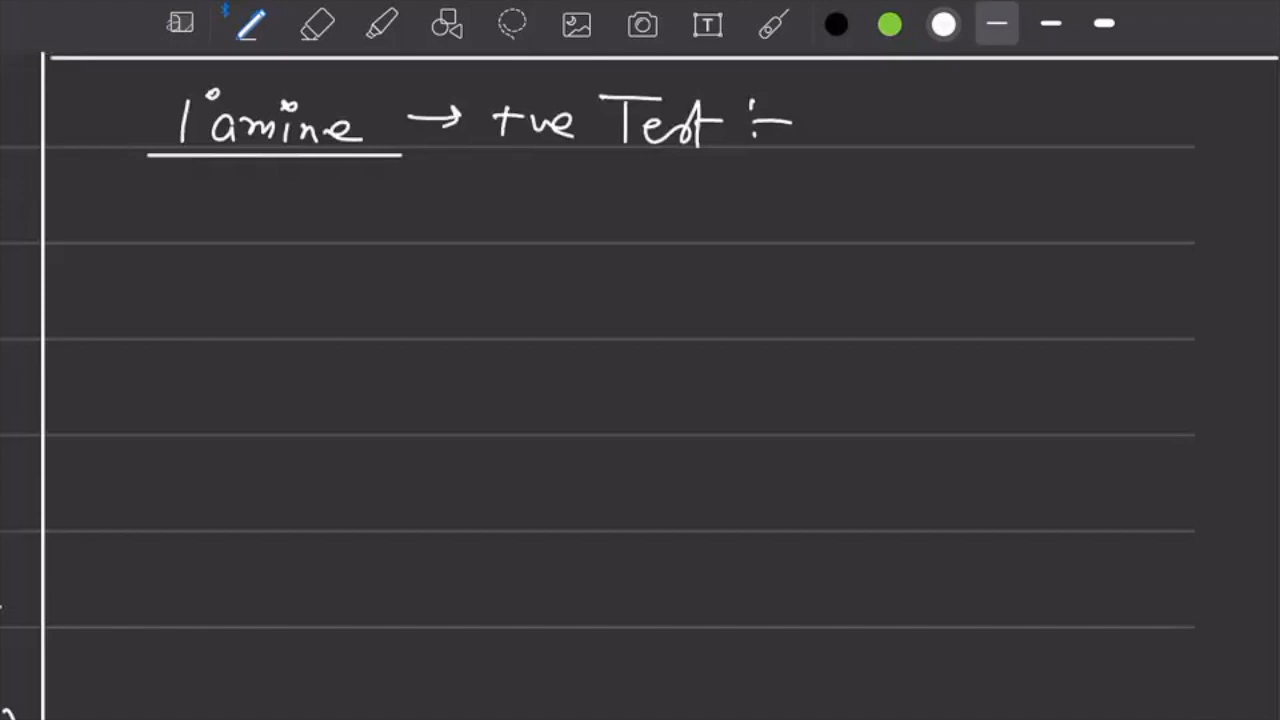 1° amine → +ve Test :-